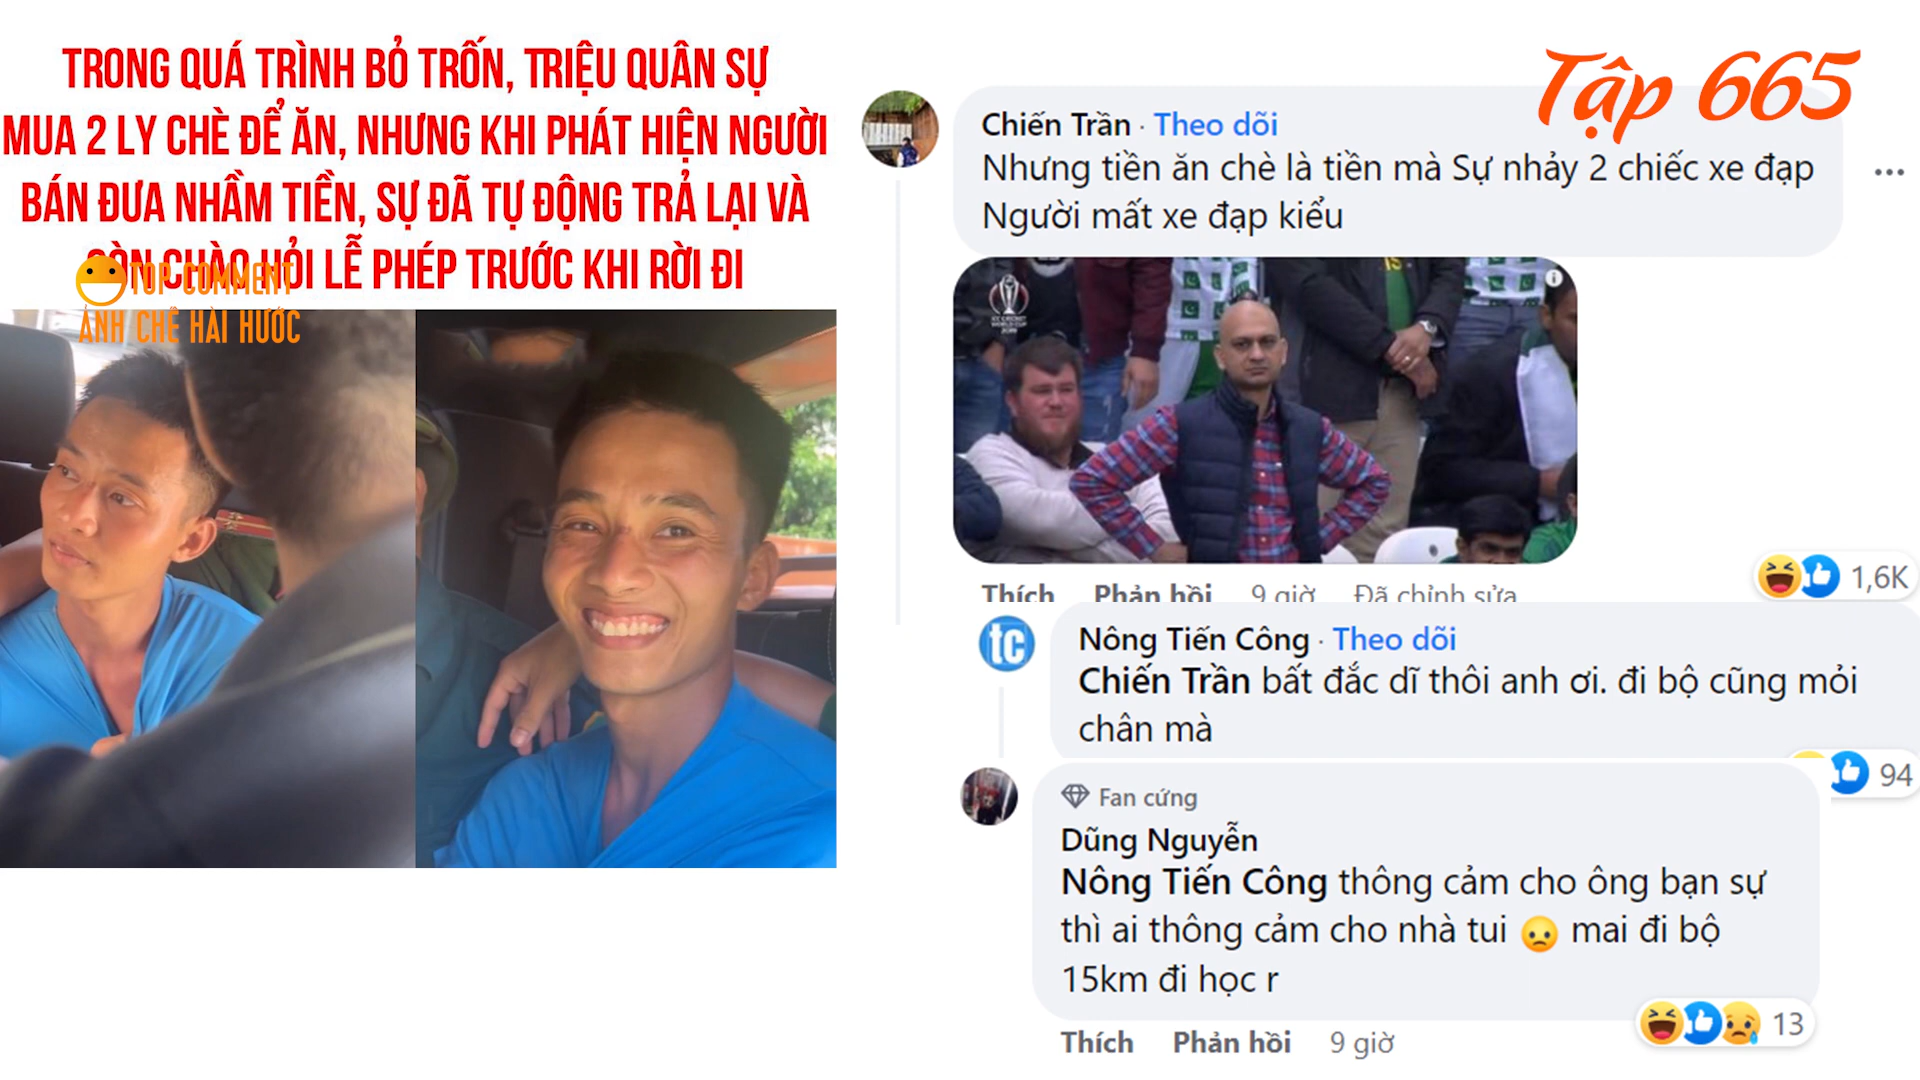 TRONG QUÁ TRÌNH BỎ TRỐN, TRIỆU QUÂN SỰ
MUA 2 LY CHÈ ĐỂ ĂN, NHƯNG KHI PHÁT HIỆN NGƯỜI
BÁN ĐƯA NHẦM TIỀN, SỰ ĐÃ TỰ ĐỘNG TRẢ LẠI VÀ
CÒN CHÀO HỎI LỄ PHÉP TRƯỚC KHI RỜI ĐI
TOP COMMENT
ẢNH CHẾ HÀI HƯỚC
Tập 665
Chiến Trần · Theo dõi
Nhưng tiền ăn chè là tiền mà Sự nhảy 2 chiếc xe đạp
Người mất xe đạp kiểu
Thích Phản hồi 9 giờ Đã chỉnh sửa
1,6K
tc
Nông Tiến Công · Theo dõi
Chiến Trần bất đắc dĩ thôi anh ơi. đi bộ cũng mỏi
chân mà
94
Fan cứng
Dũng Nguyễn
Nông Tiến Công thông cảm cho ông bạn sự
thì ai thông cảm cho nhà tui 😞 mai đi bộ
15km đi học r
13
Thích Phản hồi 9 giờ